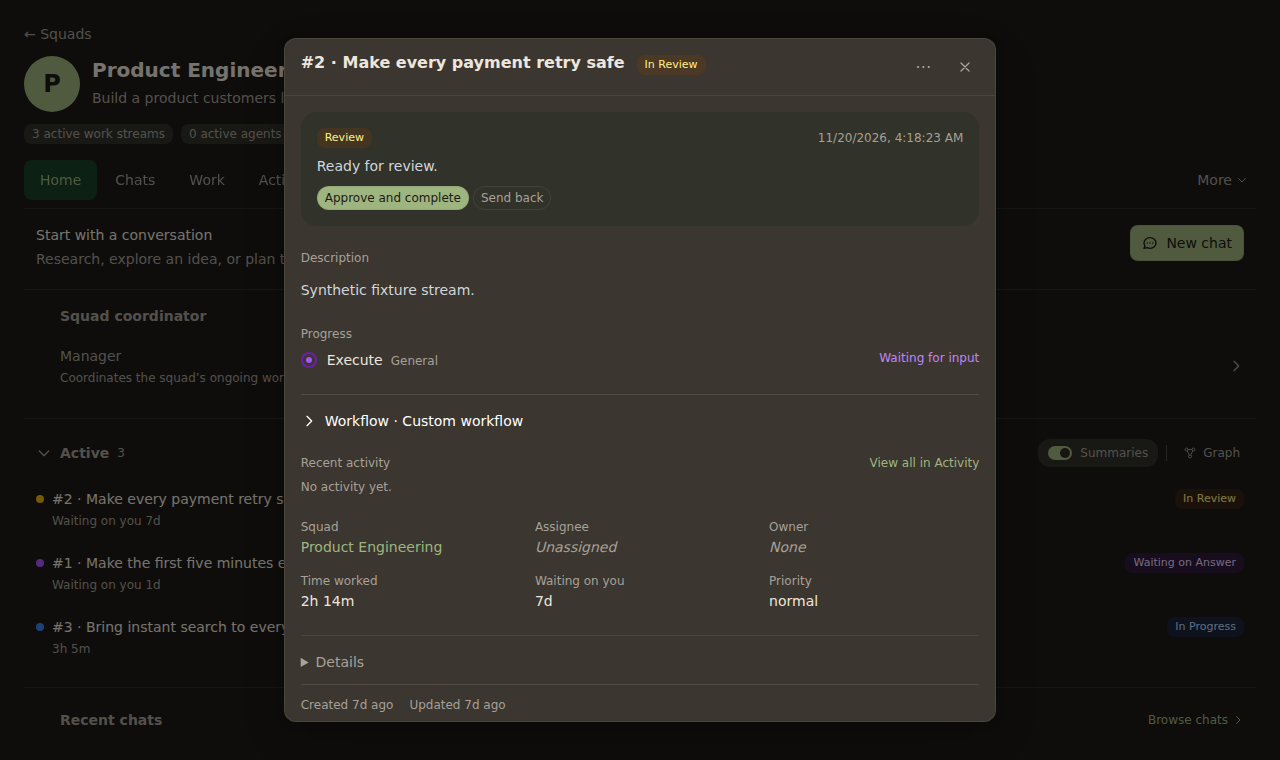 ← Squads
P
Product Engineer
Build a product customers l
3 active work streams
0 active agents
Home
Chats
Work
Acti
More
Start with a conversation
Research, explore an idea, or plan t
New chat
Squad coordinator
Manager
Coordinates the squad's ongoing wor
Active 3
Summaries
Graph
#2 · Make every payment retry s
Waiting on you 7d
In Review
#1 · Make the first five minutes e
Waiting on you 1d
Waiting on Answer
#3 · Bring instant search to every
3h 5m
In Progress
Recent chats
Browse chats
#2 · Make every payment retry safe
In Review
...
Review
11/20/2026, 4:18:23 AM
Ready for review.
Approve and complete
Send back
Description
Synthetic fixture stream.
Progress
Execute General
Waiting for input
Workflow · Custom workflow
Recent activity
View all in Activity
No activity yet.
Squad
Assignee
Owner
Product Engineering
Unassigned
None
Time worked
Waiting on you
Priority
2h 14m
7d
normal
Details
Created 7d ago
Updated 7d ago